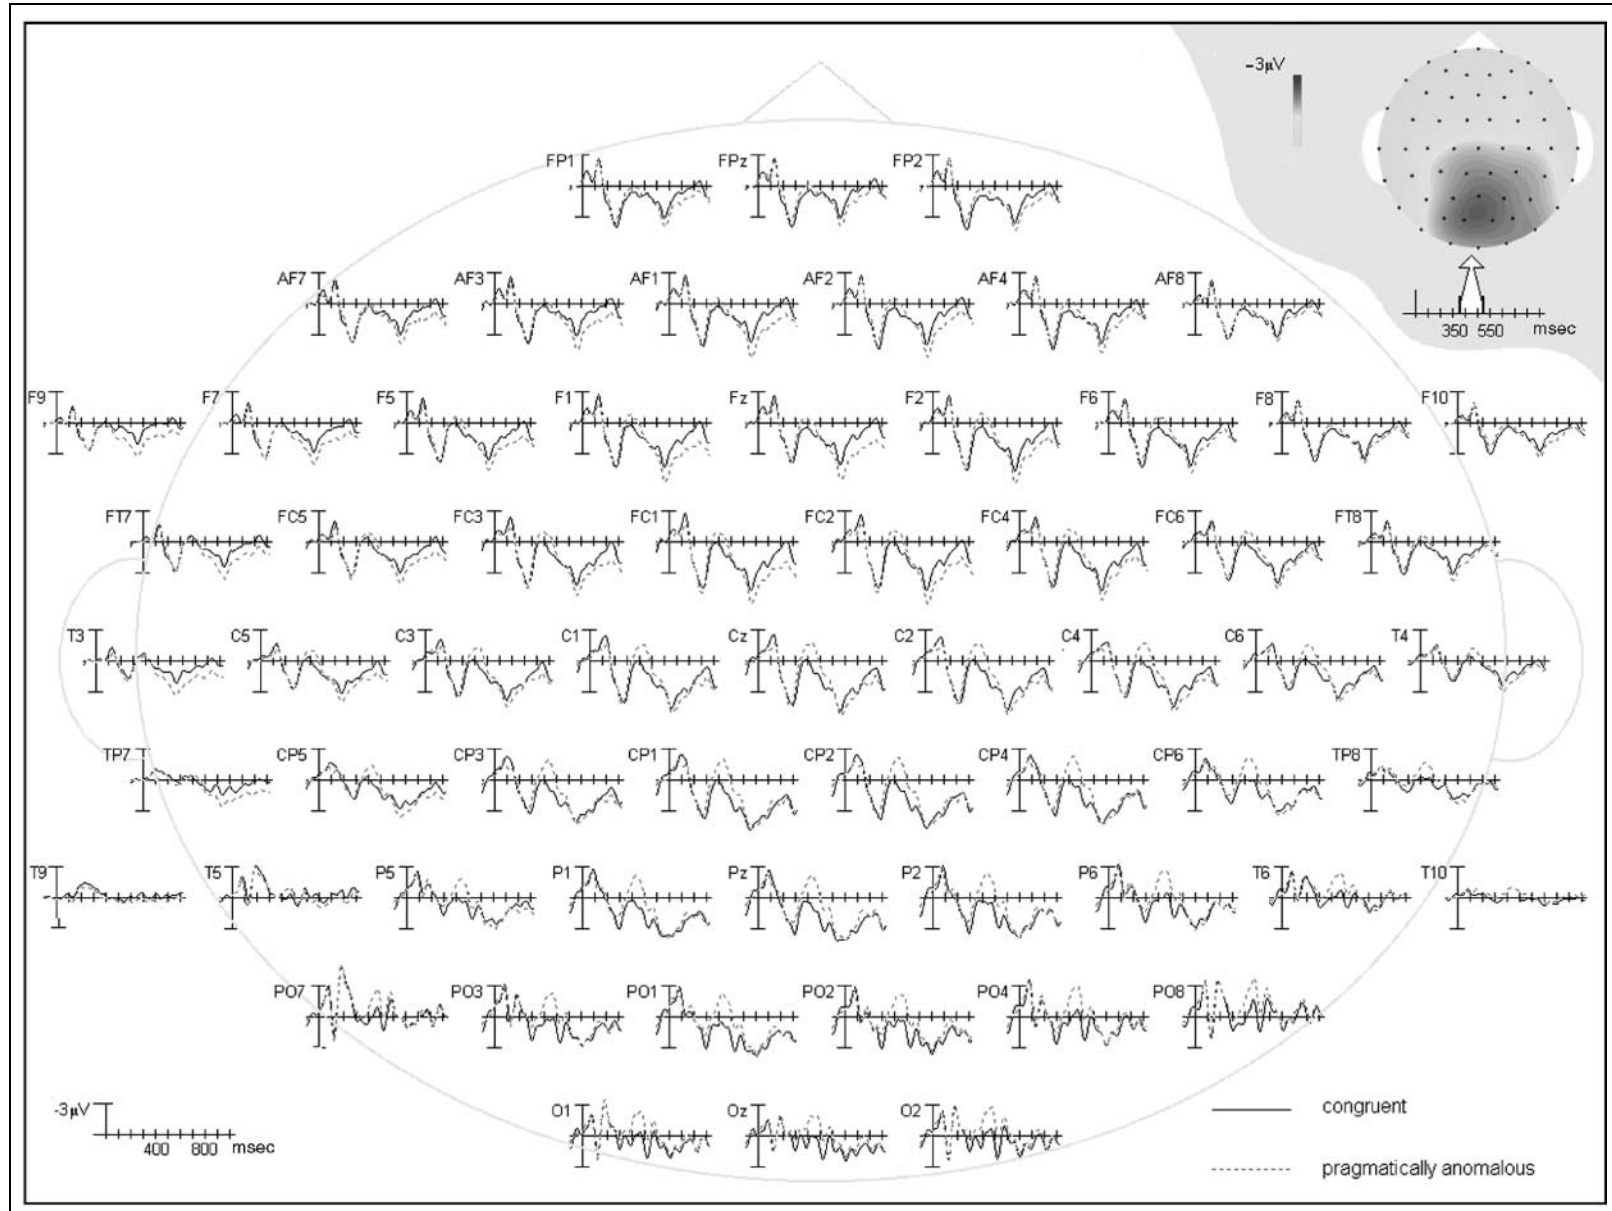 -3µV
350 550 msec
FP1 FPz FP2
AF7 AF3 AF1 AF2 AF4 AF8
F9 F7 F5 F1 Fz F2 F6 F8 F10
FT7 FC5 FC3 FC1 FC2 FC4 FC6 FT8
T3 C5 C3 C1 Cz C2 C4 C6 T4
TP7 CP5 CP3 CP1 CP2 CP4 CP6 TP8
T9 T5 P5 P1 Pz P2 P6 T6 T10
PO7 PO3 PO1 PO2 PO4 PO8
O1 Oz O2
-3µV
400 800 msec
congruent
pragmatically anomalous